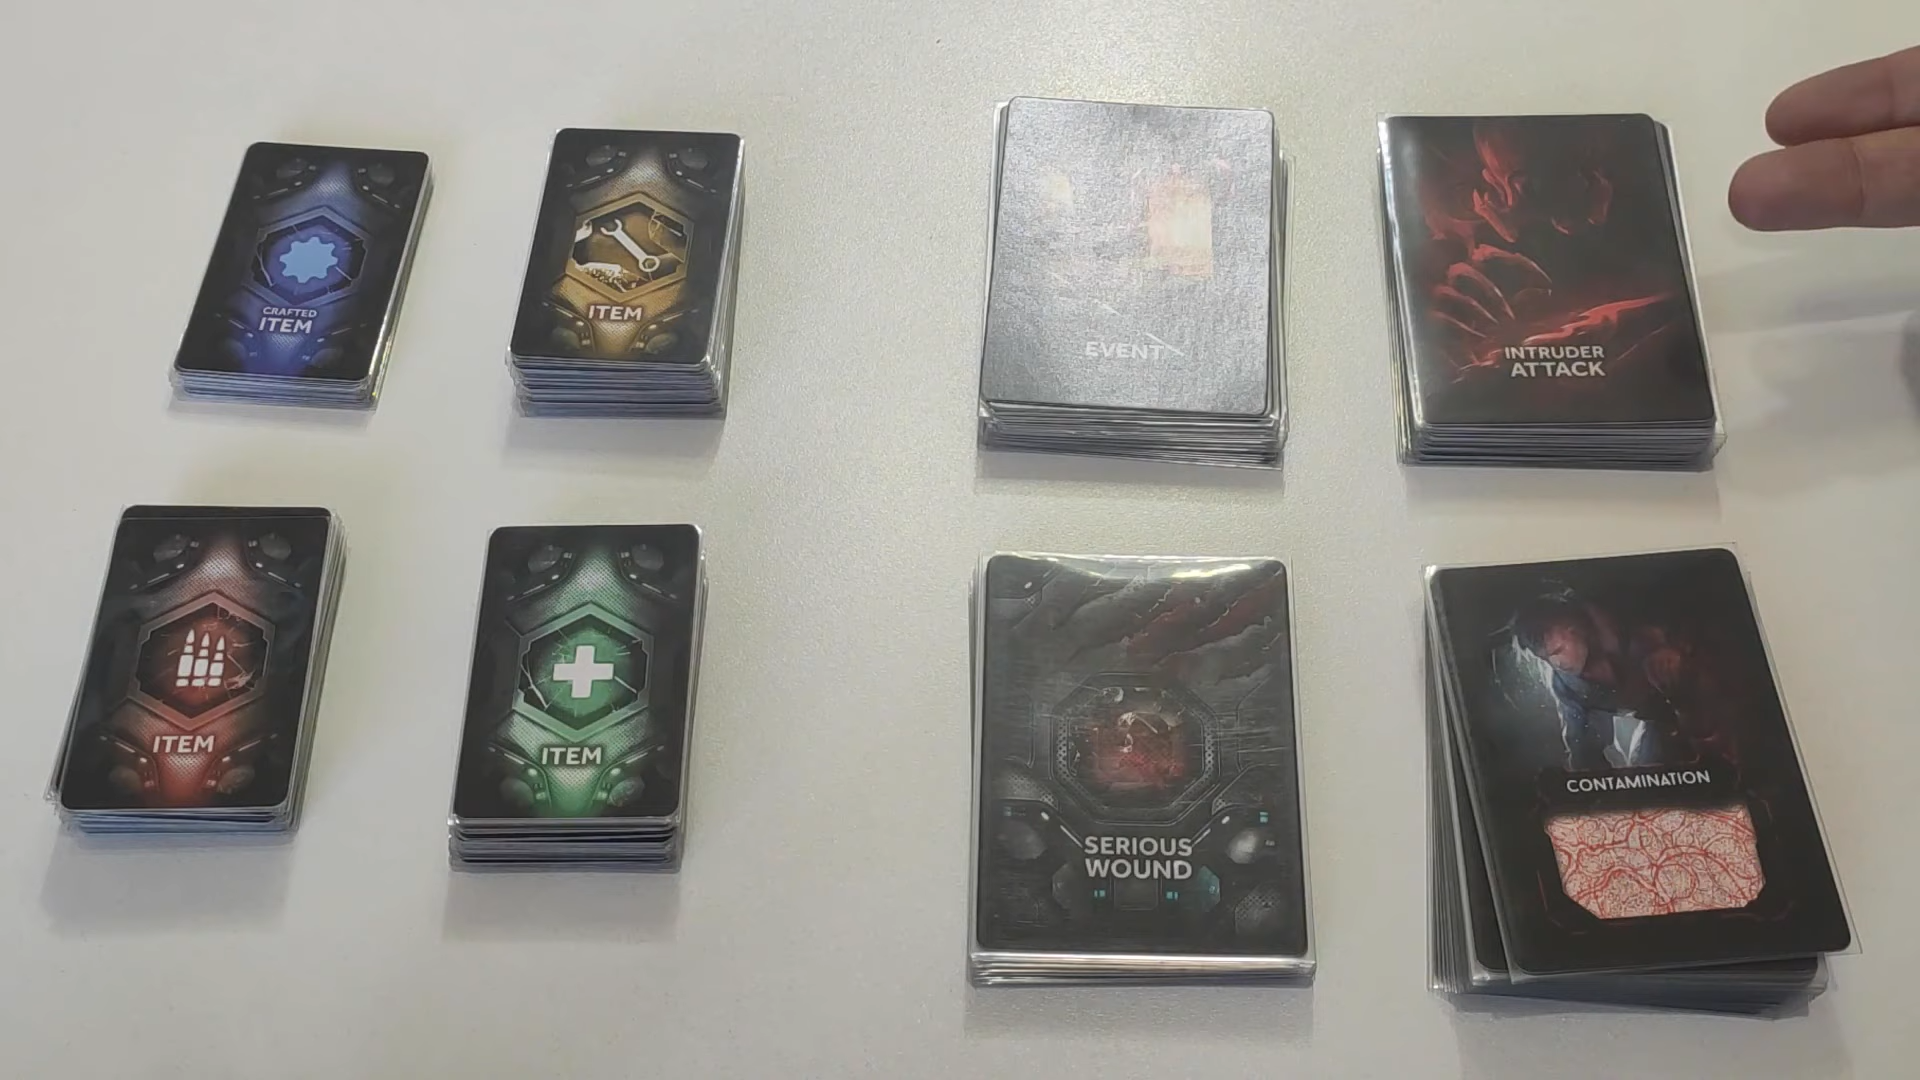 CRAFTED
ITEM
ITEM
EVENT
INTRUDER
ATTACK
ITEM
ITEM
SERIOUS
WOUND
CONTAMINATION